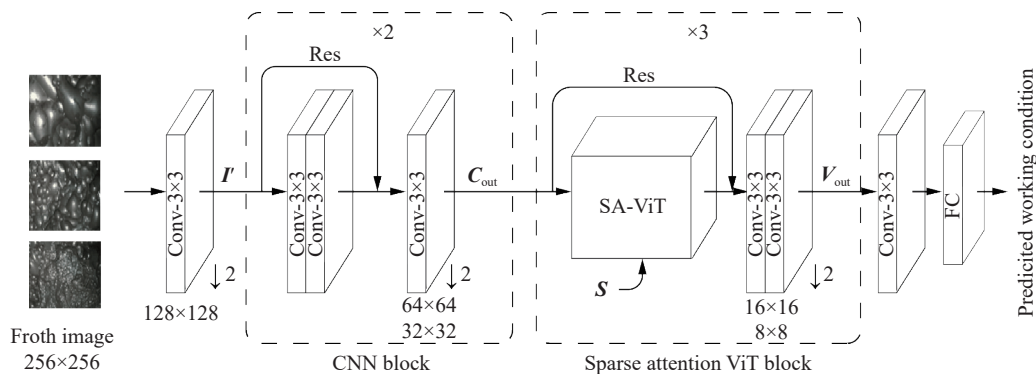 ×2
×3
Res
Res
Conv-3×3
I′
Conv-3×3
Conv-3×3
Conv-3×3
C_out
SA-ViT
Conv-3×3
Conv-3×3
V_out
Conv-3×3
FC
Predicited working condition
↓2
↓2
↓2
S
128×128
64×64
32×32
16×16
8×8
Froth image
256×256
CNN block
Sparse attention ViT block